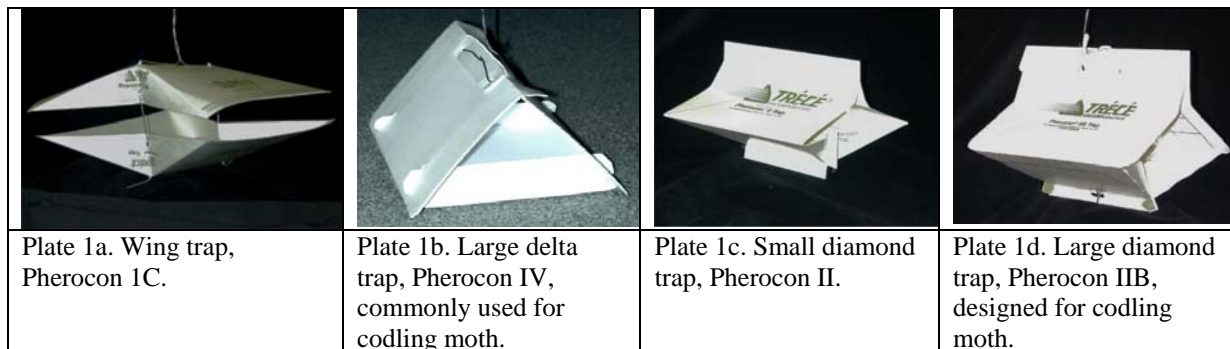 TRÉCÉ
TRÉCÉ
Plate 1a. Wing trap,
Pherocon 1C.
Plate 1b. Large delta
trap, Pherocon IV,
commonly used for
codling moth.
Plate 1c. Small diamond
trap, Pherocon II.
Plate 1d. Large diamond
trap, Pherocon IIB,
designed for codling
moth.